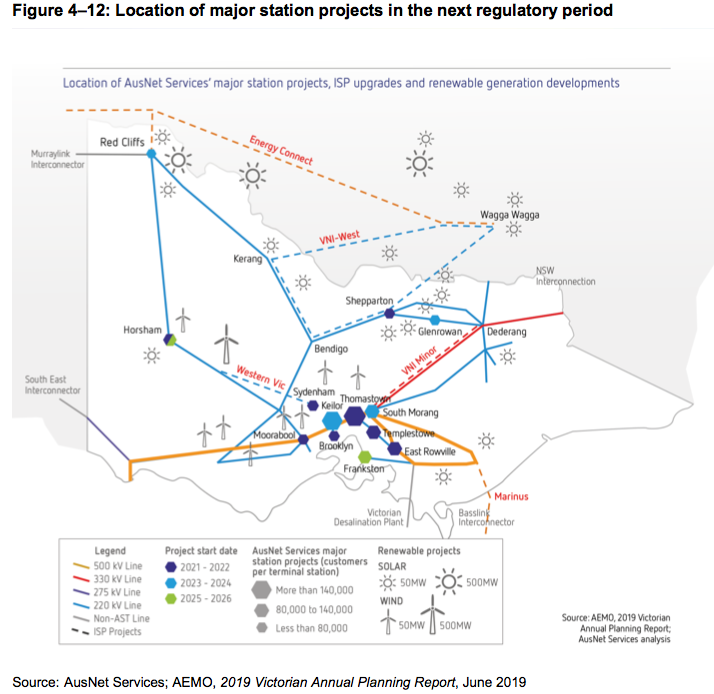 Figure 4–12: Location of major station projects in the next regulatory period
Location of AusNet Services' major station projects, ISP upgrades and renewable generation developments
Red Cliffs
Murraylink
Interconnector
Energy Connect
Wagga Wagga
VNI-West
Kerang
NSW
Interconnection
Shepparton
Glenrowan
Dederang
Horsham
Bendigo
VNI Minor
Western Vic
South East
Interconnector
Sydenham
Thomastown
Keilor
South Morang
Moorabool
Templestowe
Brooklyn
East Rowville
Frankston
Marinus
Victorian
Desalination Plant
Basslink
Interconnector
Legend
500 kV Line
330 kV Line
275 kV Line
220 kV Line
Non-AST Line
ISP Projects
Project start date
2021 - 2022
2023 - 2024
2025 - 2026
AusNet Services major
station projects (customers
per terminal station)
More than 140,000
80,000 to 140,000
Less than 80,000
Renewable projects
SOLAR
50MW
500MW
WIND
50MW
500MW
Source: AEMO, 2019 Victorian
Annual Planning Report;
AusNet Services analysis
Source: AusNet Services; AEMO, 2019 Victorian Annual Planning Report, June 2019